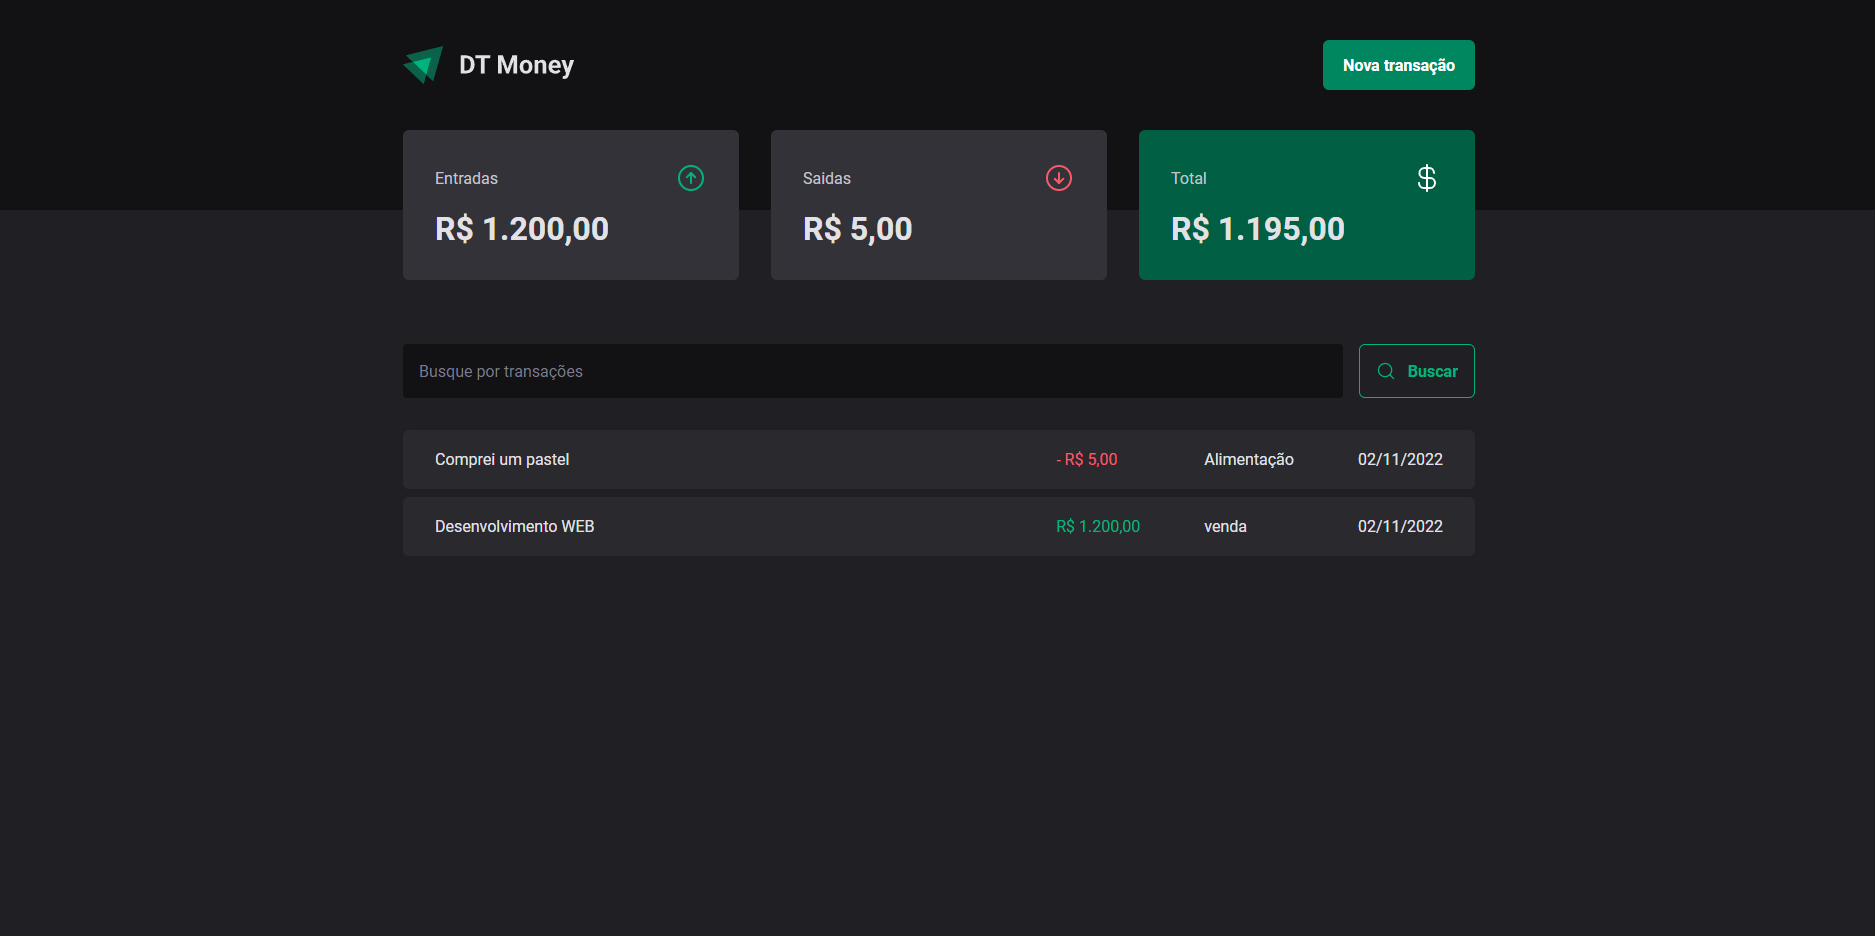 DT Money
Nova transação
Entradas
R$ 1.200,00
Saidas
R$ 5,00
Total
$
R$ 1.195,00
Busque por transações
Buscar
Comprei um pastel - R$ 5,00 Alimentação 02/11/2022
Desenvolvimento WEB R$ 1.200,00 venda 02/11/2022